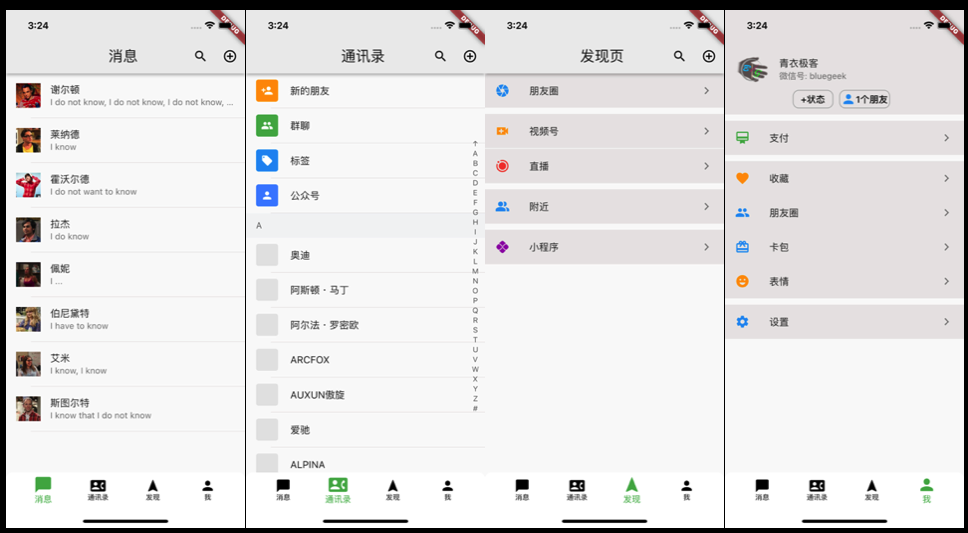 3:24
DEBUG
消息
谢尔顿
I do not know, I do not know, I do not know, ...
莱纳德
I know
霍沃尔德
I do not want to know
拉杰
I do know
佩妮
I ...
伯尼黛特
I have to know
艾米
I know, I know
斯图尔特
I know that I do not know
消息
通讯录
发现
我
3:24
DEBUG
通讯录
新的朋友
群聊
标签
公众号
A
奥迪
阿斯顿·马丁
阿尔法·罗密欧
ARCFOX
AUXUN傲旋
爱驰
ALPINA
↑
A
B
C
D
E
F
G
H
I
J
K
L
M
N
O
P
Q
R
S
T
U
V
W
X
Y
Z
#
消息
通讯录
发现
我
3:24
DEBUG
发现页
朋友圈
视频号
直播
附近
小程序
消息
通讯录
发现
我
3:24
DEBUG
青衣极客
微信号: bluegeek
+状态
1个朋友
支付
收藏
朋友圈
卡包
表情
设置
消息
通讯录
发现
我